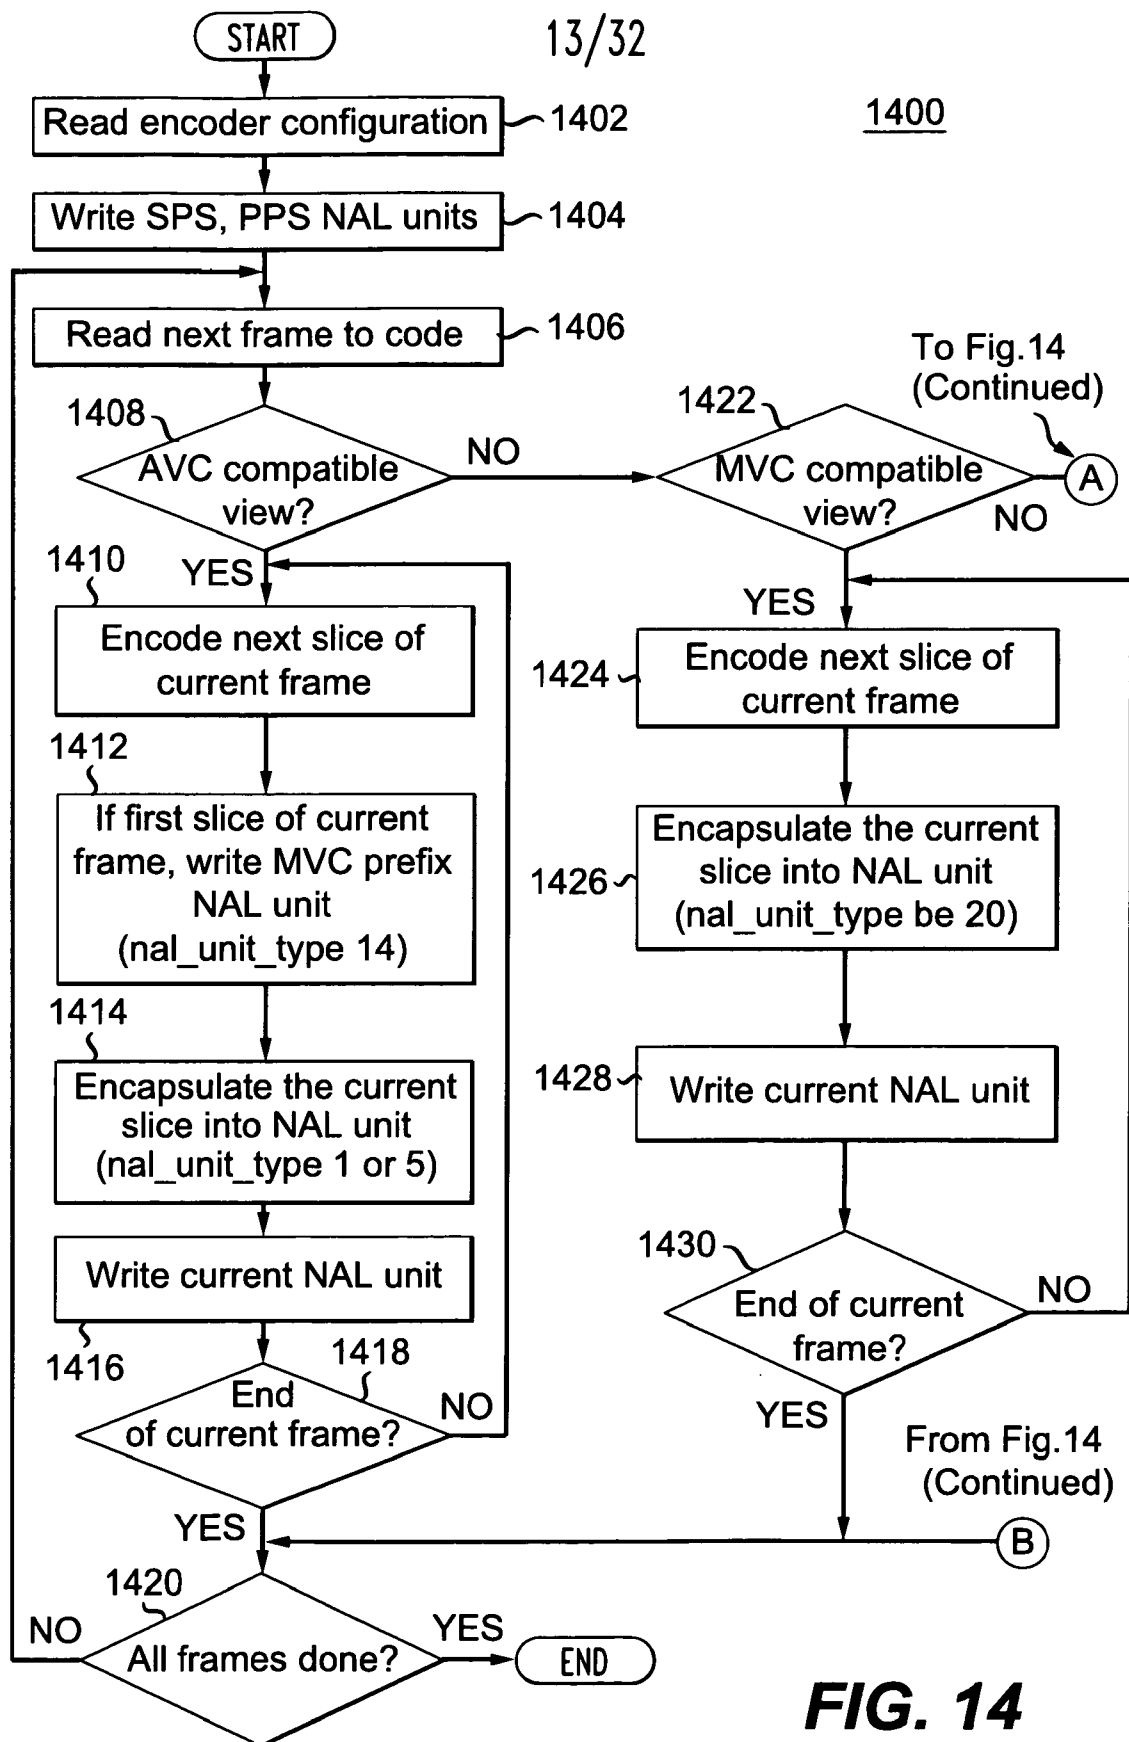 START
13/32
1400
Read encoder configuration
1402
Write SPS, PPS NAL units
1404
Read next frame to code
1406
To Fig.14
(Continued)
1408
AVC compatible
view?
NO
YES
1422
MVC compatible
view?
NO
A
YES
1410
Encode next slice of
current frame
1412
If first slice of current
frame, write MVC prefix
NAL unit
(nal_unit_type 14)
1414
Encapsulate the current
slice into NAL unit
(nal_unit_type 1 or 5)
Write current NAL unit
1416
1418
End
of current frame?
NO
YES
1424
Encode next slice of
current frame
1426
Encapsulate the current
slice into NAL unit
(nal_unit_type be 20)
1428
Write current NAL unit
1430
End of current
frame?
NO
YES
From Fig.14
(Continued)
B
1420
All frames done?
NO
YES
END
FIG. 14